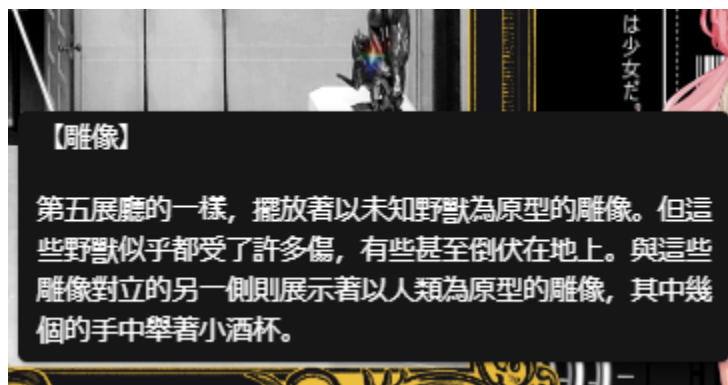 は少女だ。
【雕像】
第五展廳的一樣，擺放著以未知野獸為原型的雕像。但這
些野獸似乎都受了許多傷，有些甚至倒伏在地上。與這些
雕像對立的另一側則展示著以人類為原型的雕像，其中幾
個的手中舉著小酒杯。